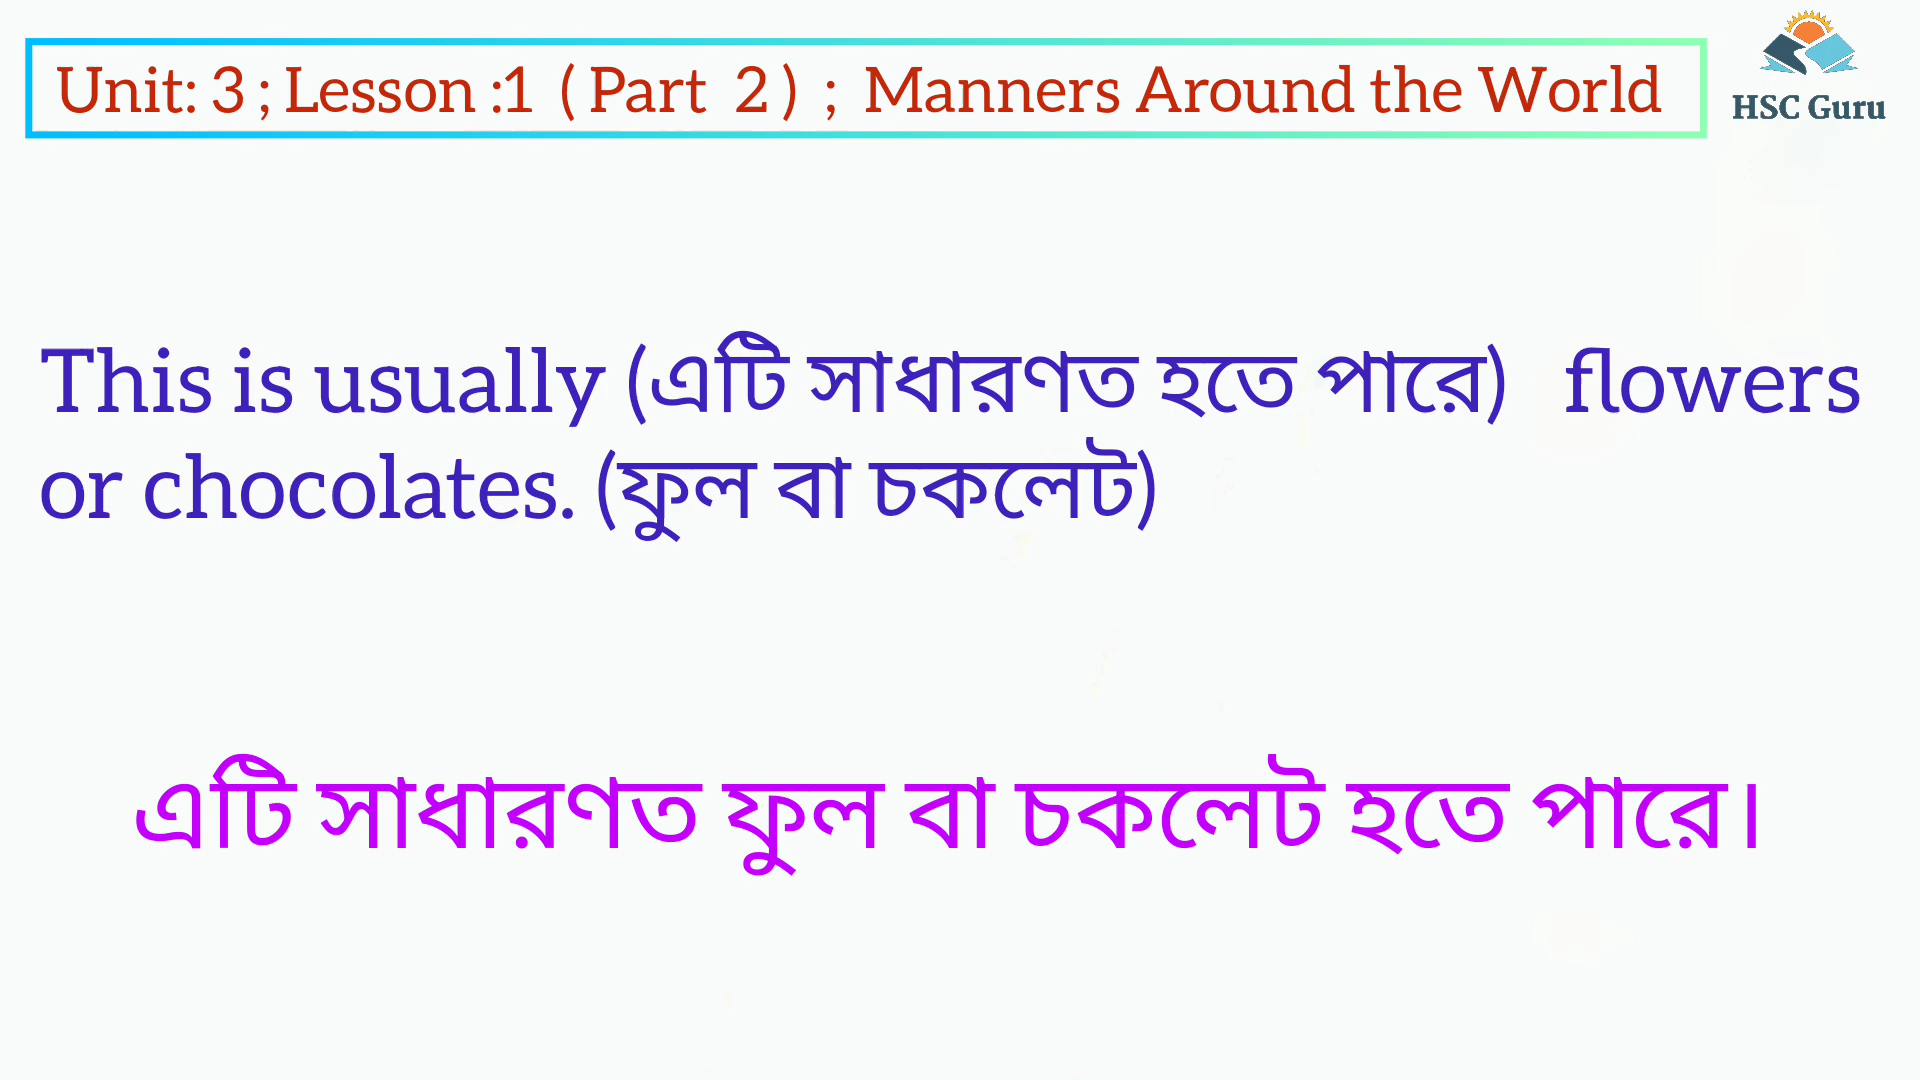 Unit: 3 ; Lesson :1 ( Part 2 ) ; Manners Around the World
HSC Guru
This is usually (এটি সাধারণত হতে পারে) flowers
or chocolates. (ফুল বা চকলেট)
এটি সাধারণত ফুল বা চকলেট হতে পারে।